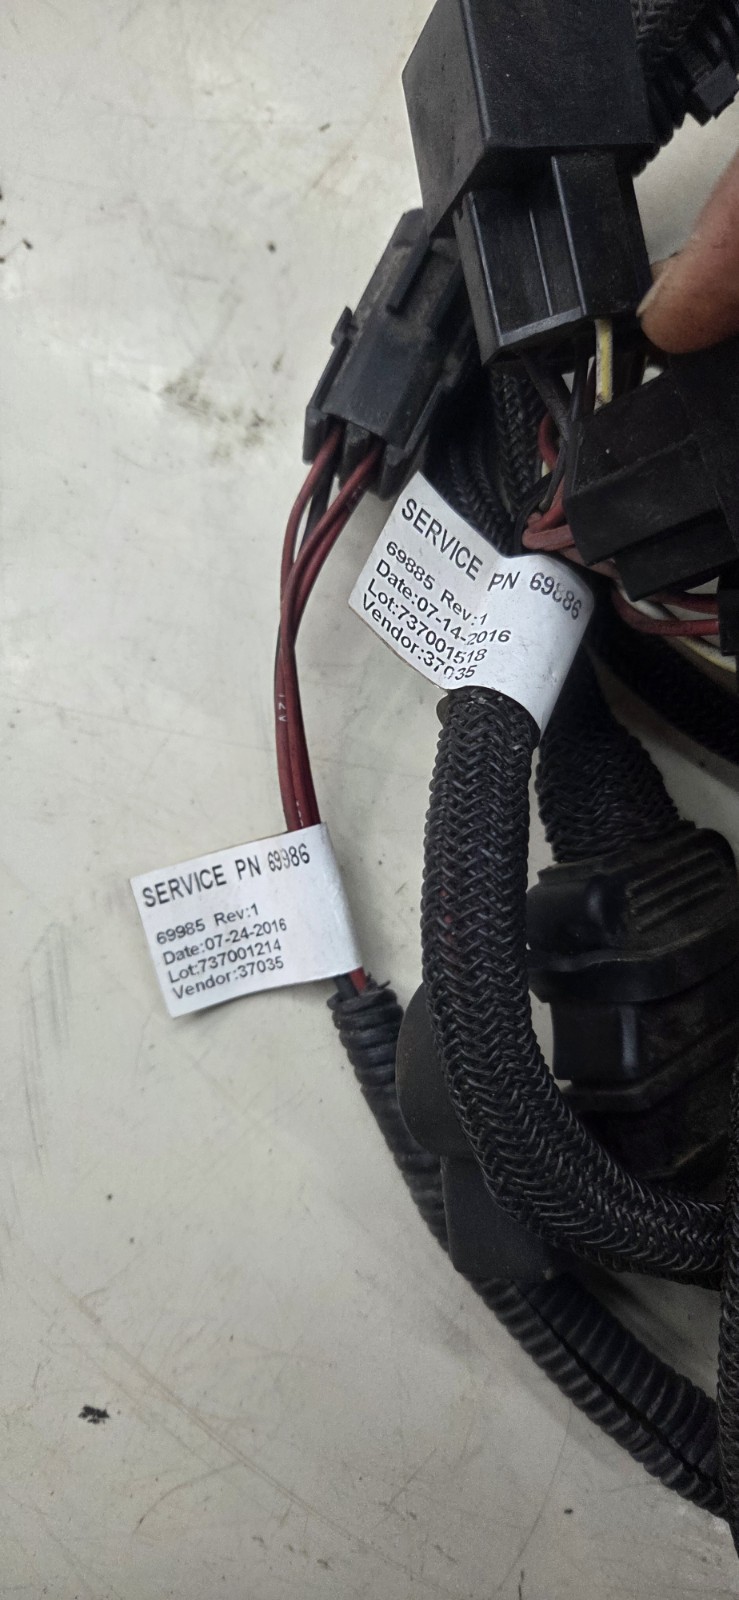 SERVICE PN 69886
69885 Rev:1
Date:07-14-2016
Lot:737001518
Vendor:37035
12V
SERVICE PN 69986
69985 Rev:1
Date:07-24-2016
Lot:737001214
Vendor:37035